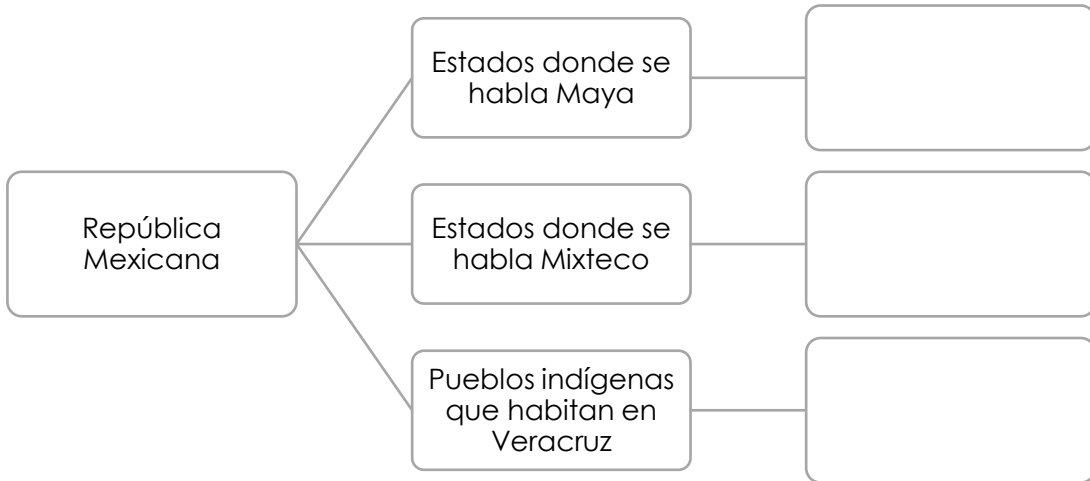 República
Mexicana
Estados donde se
habla Maya
Estados donde se
habla Mixteco
Pueblos indígenas
que habitan en
Veracruz